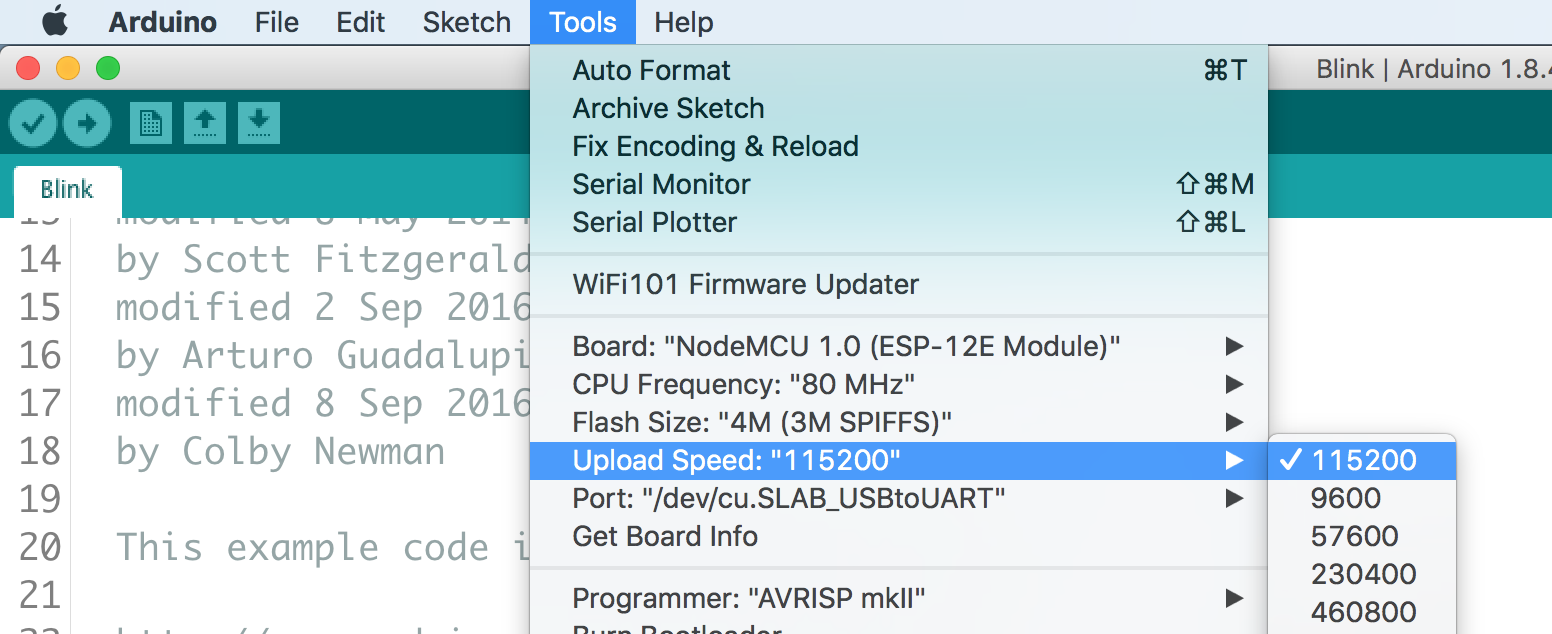 Arduino File Edit Sketch Tools Help
Blink | Arduino 1.8.4
Blink
Auto Format ⌘T
Archive Sketch
Fix Encoding & Reload
Serial Monitor ⇧⌘M
Serial Plotter ⇧⌘L
WiFi101 Firmware Updater
Board: "NodeMCU 1.0 (ESP-12E Module)"
CPU Frequency: "80 MHz"
Flash Size: "4M (3M SPIFFS)"
Upload Speed: "115200"
Port: "/dev/cu.SLAB_USBtoUART"
Get Board Info
Programmer: "AVRISP mkII"
Burn Bootloader
✓ 115200
9600
57600
230400
460800
modified 8 May 2014
14 by Scott Fitzgerald
15 modified 2 Sep 2016
16 by Arturo Guadalupi
17 modified 8 Sep 2016
18 by Colby Newman
19
20 This example code i
21